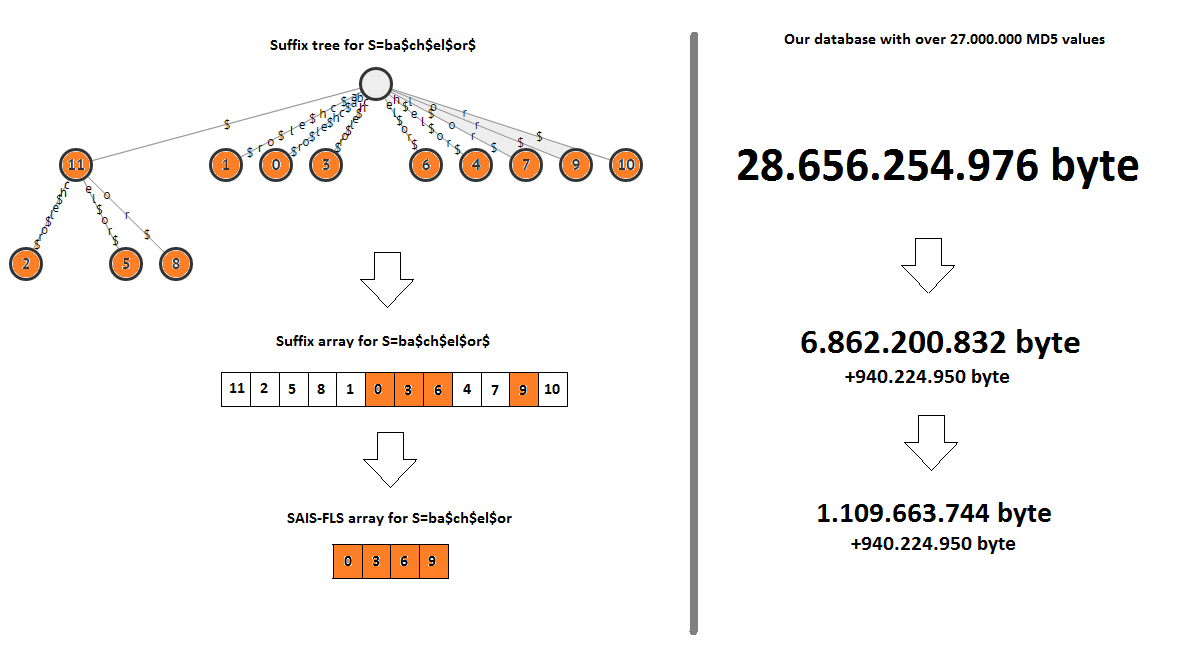 Suffix tree for S=ba$ch$el$or$
$
11
1
0
3
6
4
7
9
10
2
5
8
Suffix array for S=ba$ch$el$or$
11 2 5 8 1 0 3 6 4 7 9 10
SAIS-FLS array for S=ba$ch$el$or
0 3 6 9
Our database with over 27.000.000 MD5 values
28.656.254.976 byte
6.862.200.832 byte
+940.224.950 byte
1.109.663.744 byte
+940.224.950 byte